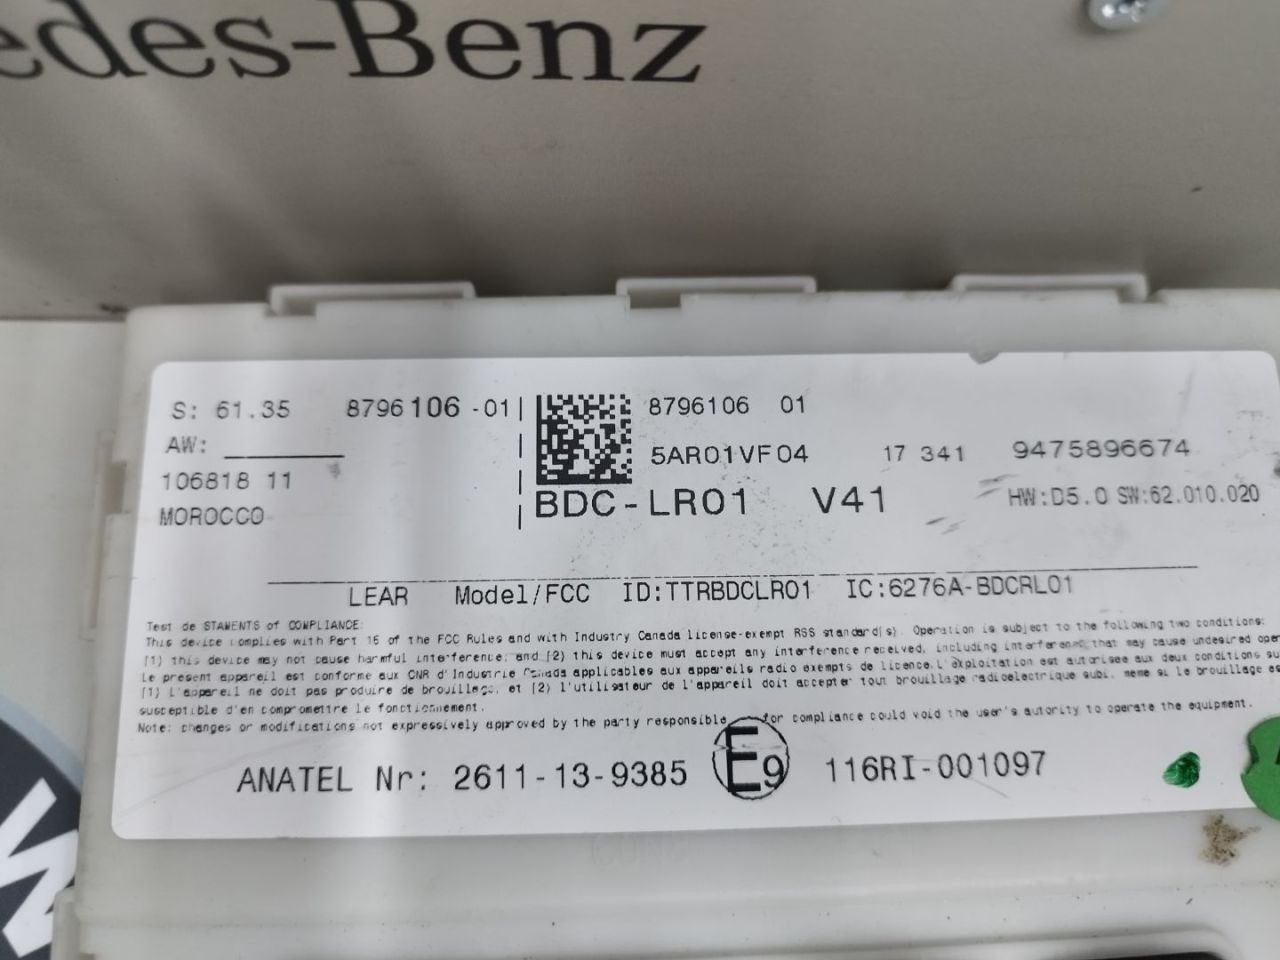 edes-Benz
S: 61.35 8796106-01
AW:
106818 11
MOROCCO
8796106 01
5AR01VF04 17 341 9475896674
BDC-LR01 V41 HW:D5.0 SW:62.010.020
LEAR Model/FCC ID:TTRBDCLR01 IC:6276A-BDCRL01
Test de STAMENTS of COMPLIANCE:
This device complies with Part 16 of the FCC Rules and with Industry Canada license-exempt RSS standard(s). Operation is subject to the following two conditions:
(1) this device may not cause harmful interference, and (2) this device must accept any interference received, including interference that may cause undesired oper
Le present appareil est conforme aux CNR d'Industrie Canada applicables aux appareils radio exempts de licence. L'exploitation est autorisee aux deux conditions su
(1) L'appareil ne doit pas produire de brouillage, et (2) l'utilisateur de l'appareil doit accepter tout brouillage radioelectrique subi, meme si le brouillage es
susceptible d'en compromettre le fonctionnement.
Note: changes or modifications not expressively approved by the party responsible for compliance could void the user's autority to operate the equipment.
ANATEL Nr: 2611-13-9385 E9 116RI-001097